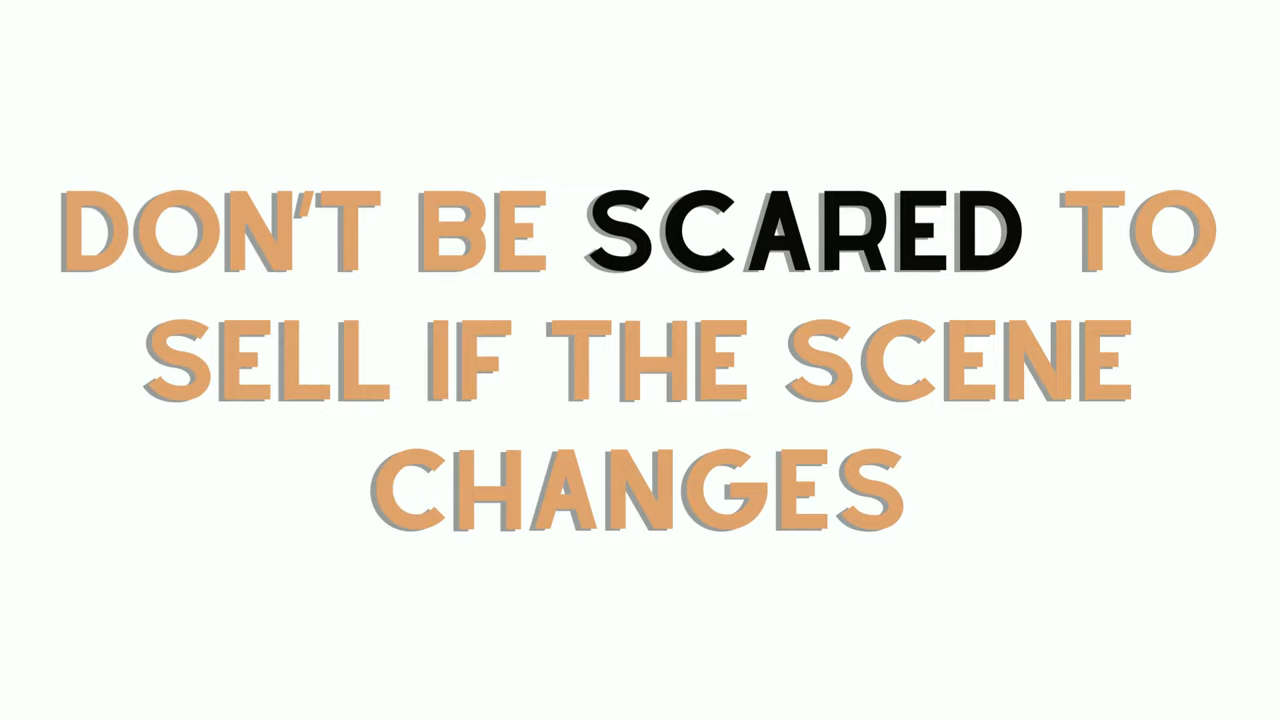 DON'T BE SCARED TO
SELL IF THE SCENE
CHANGES